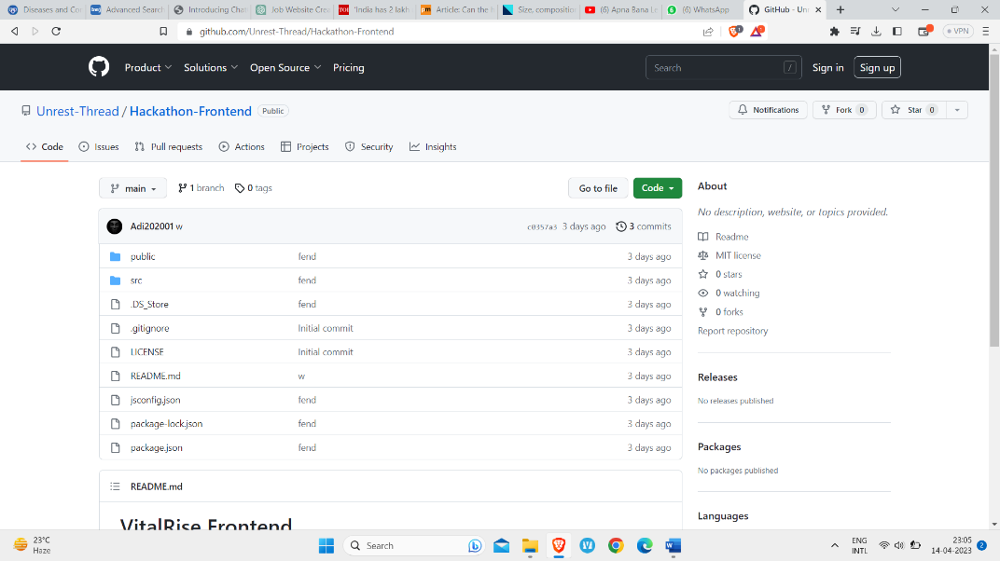 Diseases and Co
Advanced Search
Introducing Chat
Job Website Crea
'India has 2 lakh
Article: Can the I
Size, composition
(6) Apna Bana Le
(6) WhatsApp
GitHub - Unr
github.com/Unrest-Thread/Hackathon-Frontend
VPN
Product
Solutions
Open Source
Pricing
Search /
Sign in
Sign up
Unrest-Thread / Hackathon-Frontend Public
Notifications
Fork 0
Star 0
Code
Issues
Pull requests
Actions
Projects
Security
Insights
main
1 branch
0 tags
Go to file
Code
Adi202001 w c0357a3 3 days ago 3 commits
public fend 3 days ago
src fend 3 days ago
.DS_Store fend 3 days ago
.gitignore Initial commit 3 days ago
LICENSE Initial commit 3 days ago
README.md w 3 days ago
jsconfig.json fend 3 days ago
package-lock.json fend 3 days ago
package.json fend 3 days ago
README.md
VitalRise Frontend
About
No description, website, or topics provided.
Readme
MIT license
0 stars
0 watching
0 forks
Report repository
Releases
No releases published
Packages
No packages published
Languages
23°C
Haze
Search
ENG
INTL
23:05
14-04-2023
2